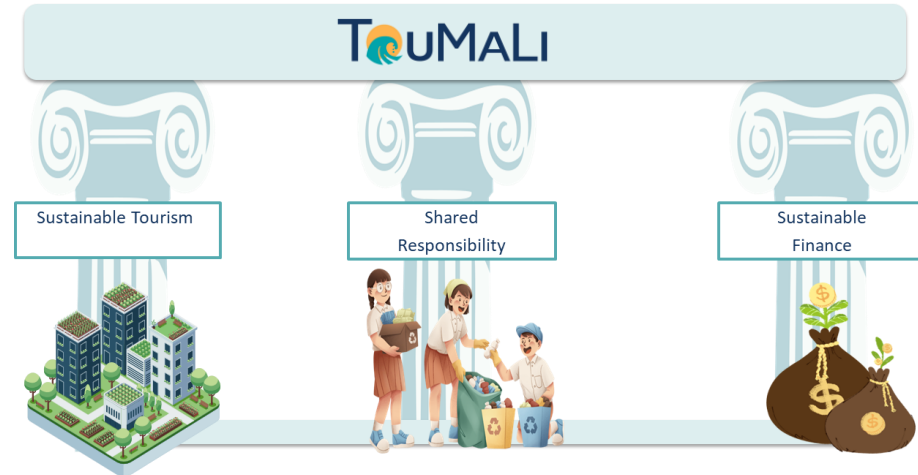 TOUMALI
Sustainable Tourism
Shared
Responsibility
Sustainable
Finance
$
$
$